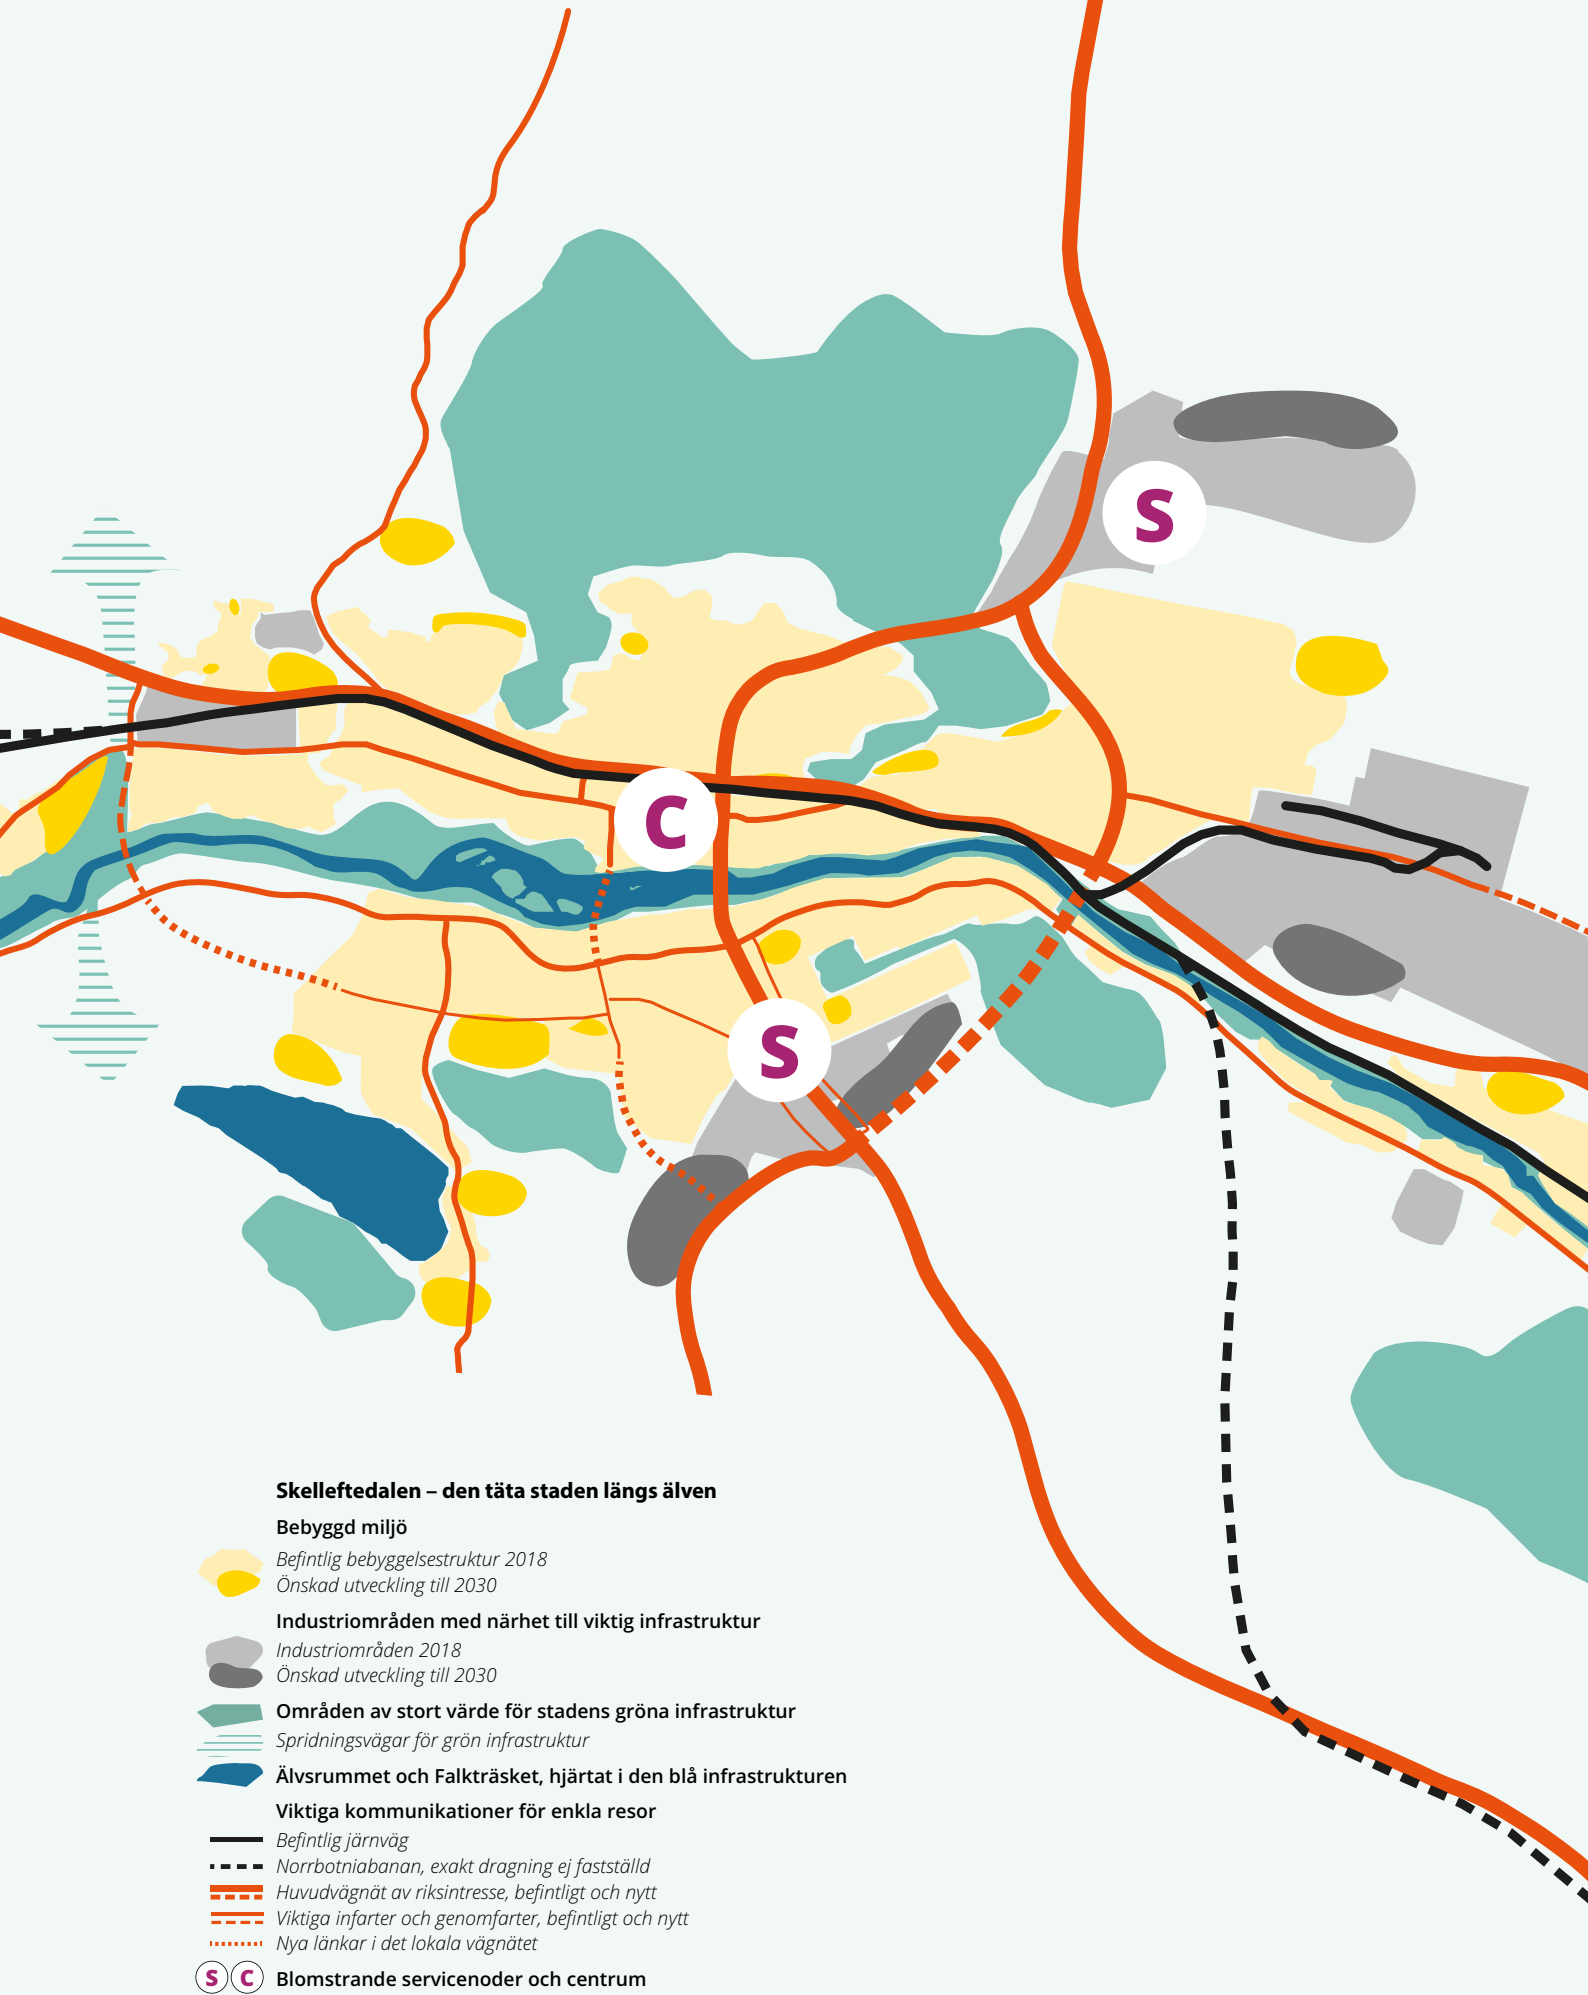 S
C
S
Skelleftedalen – den täta staden längs älven
Bebyggd miljö
Befintlig bebyggelsestruktur 2018
Önskad utveckling till 2030
Industriområden med närhet till viktig infrastruktur
Industriområden 2018
Önskad utveckling till 2030
Områden av stort värde för stadens gröna infrastruktur
Spridningsvägar för grön infrastruktur
Älvsrummet och Falkträsket, hjärtat i den blå infrastrukturen
Viktiga kommunikationer för enkla resor
Befintlig järnväg
Norrbotniabanan, exakt dragning ej fastställd
Huvudvägnät av riksintresse, befintligt och nytt
Viktiga infarter och genomfarter, befintligt och nytt
Nya länkar i det lokala vägnätet
S C Blomstrande servicenoder och centrum